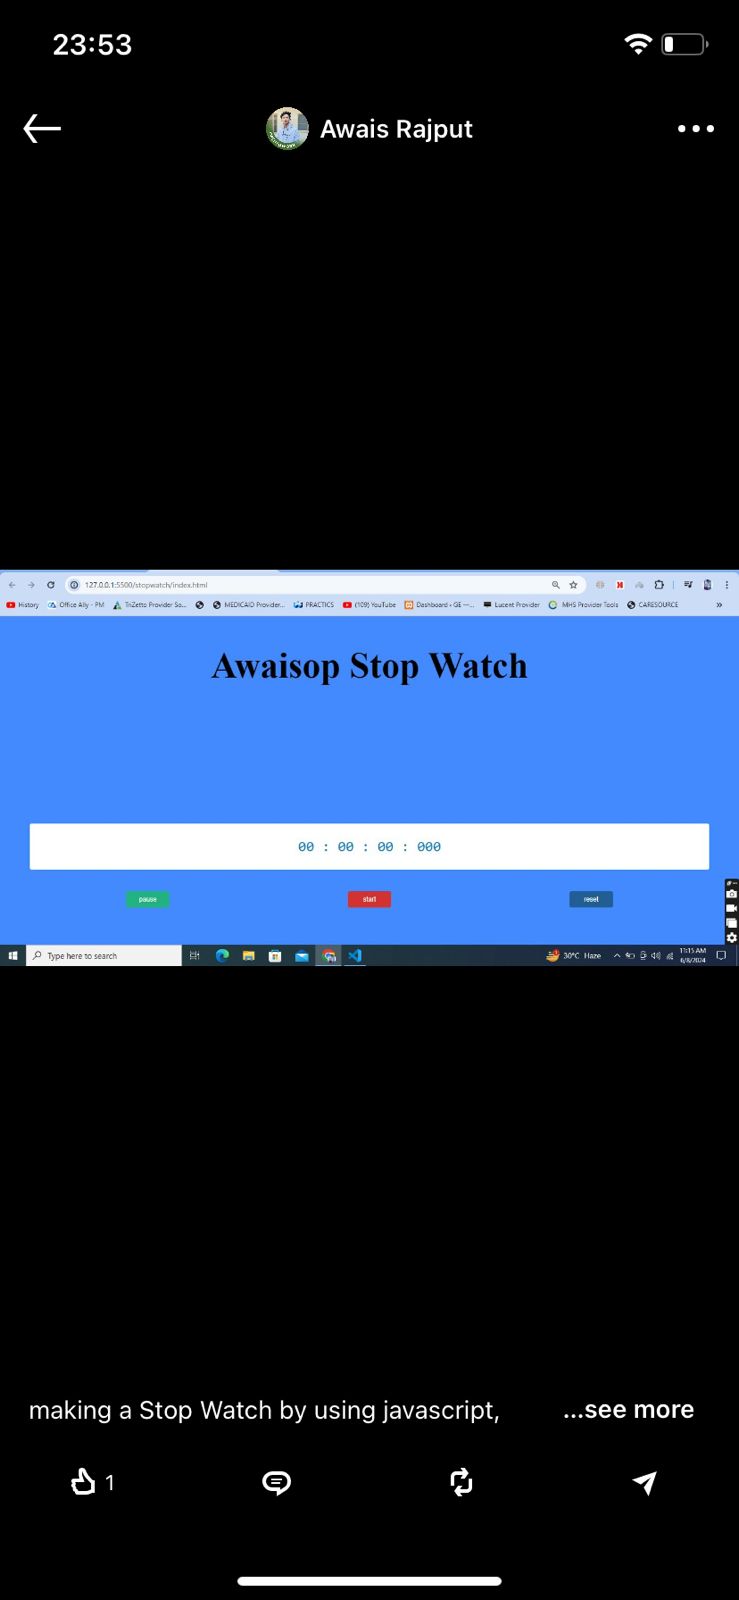 23:53
Awais Rajput
127.0.0.1:5500/stopwatch/index.html
History Office Ally - PM TriZetto Provider So... MEDICAID Provider... PRACTICS (109) YouTube Dashboard ‹ GE —... Lucent Provider MHS Provider Tools CARESOURCE »
Awaisop Stop Watch
00 : 00 : 00 : 000
pause start reset
Type here to search 30°C Haze 11:15 AM
6/8/2024
making a Stop Watch by using javascript, ...see more
1